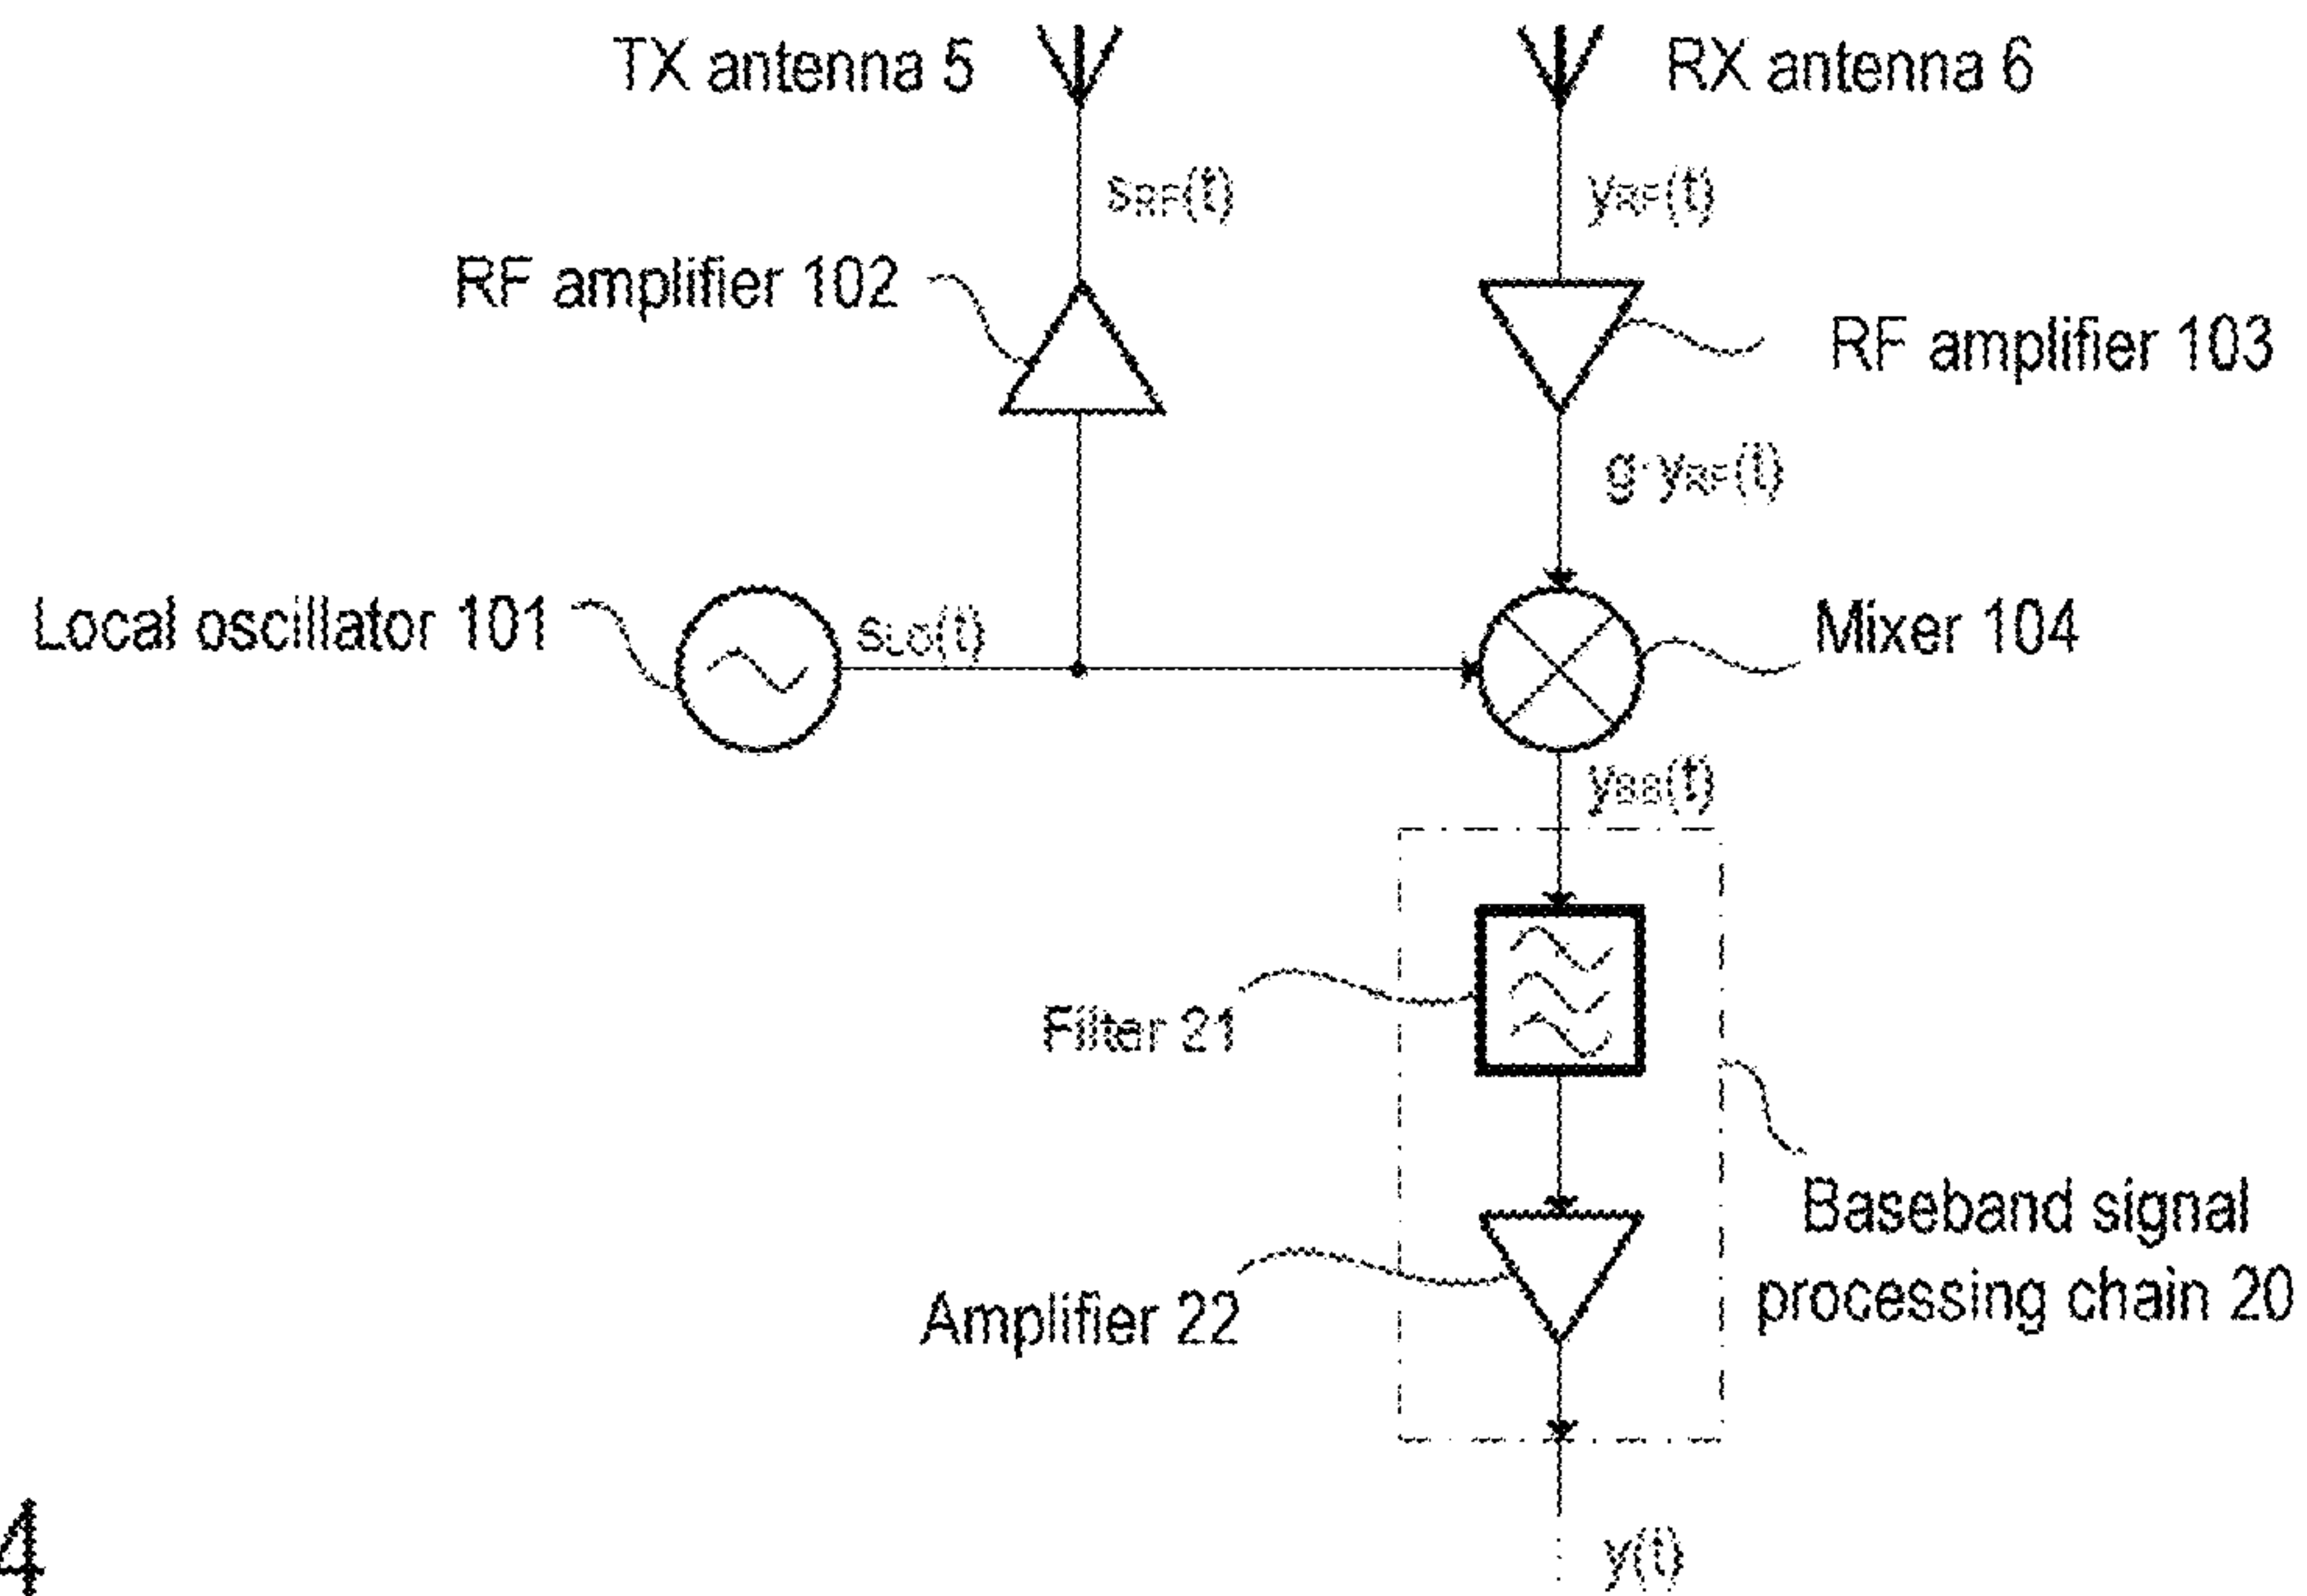 TX antenna 5
RX antenna 6
sRF(t)
yRF(t)
RF amplifier 102
RF amplifier 103
g·yRF(t)
Local oscillator 101
sLO(t)
Mixer 104
yBB(t)
Filter 21
Baseband signal
processing chain 20
Amplifier 22
4
y(t)